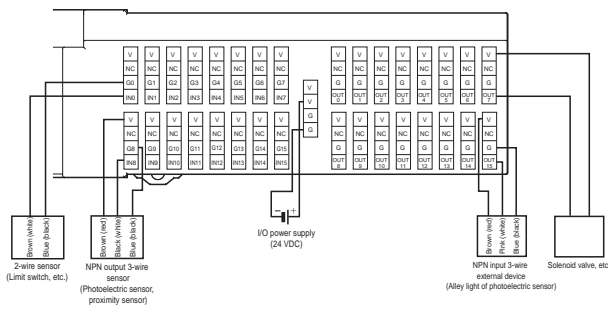 V V V V V V V V
NC NC NC NC NC NC NC NC
G0 G1 G2 G3 G4 G5 G6 G7
IN0 IN1 IN2 IN3 IN4 IN5 IN6 IN7
V
V
G
G
V V V V V V V V
NC NC NC NC NC NC NC NC
G G G G G G G G
OUT 0 OUT 1 OUT 2 OUT 3 OUT 4 OUT 5 OUT 6 OUT 7
V V V V V V V V
NC NC NC NC NC NC NC NC
G8 G9 G10 G11 G12 G13 G14 G15
IN8 IN9 IN10 IN11 IN12 IN13 IN14 IN15
V V V V V V V V
NC NC NC NC NC NC NC NC
G G G G G G G G
OUT 8 OUT 9 OUT 10 OUT 11 OUT 12 OUT 13 OUT 14 OUT 15
Brown (white)
Blue (black)
2-wire sensor
(Limit switch, etc.)
Brown (red)
Black (white)
Blue (black)
NPN output 3-wire
sensor
(Photoelectric sensor,
proximity sensor)
− +
I/O power supply
(24 VDC)
Brown (red)
Pink (white)
Blue (black)
NPN input 3-wire
external device
(Alley light of photoelectric sensor)
Solenoid valve, etc